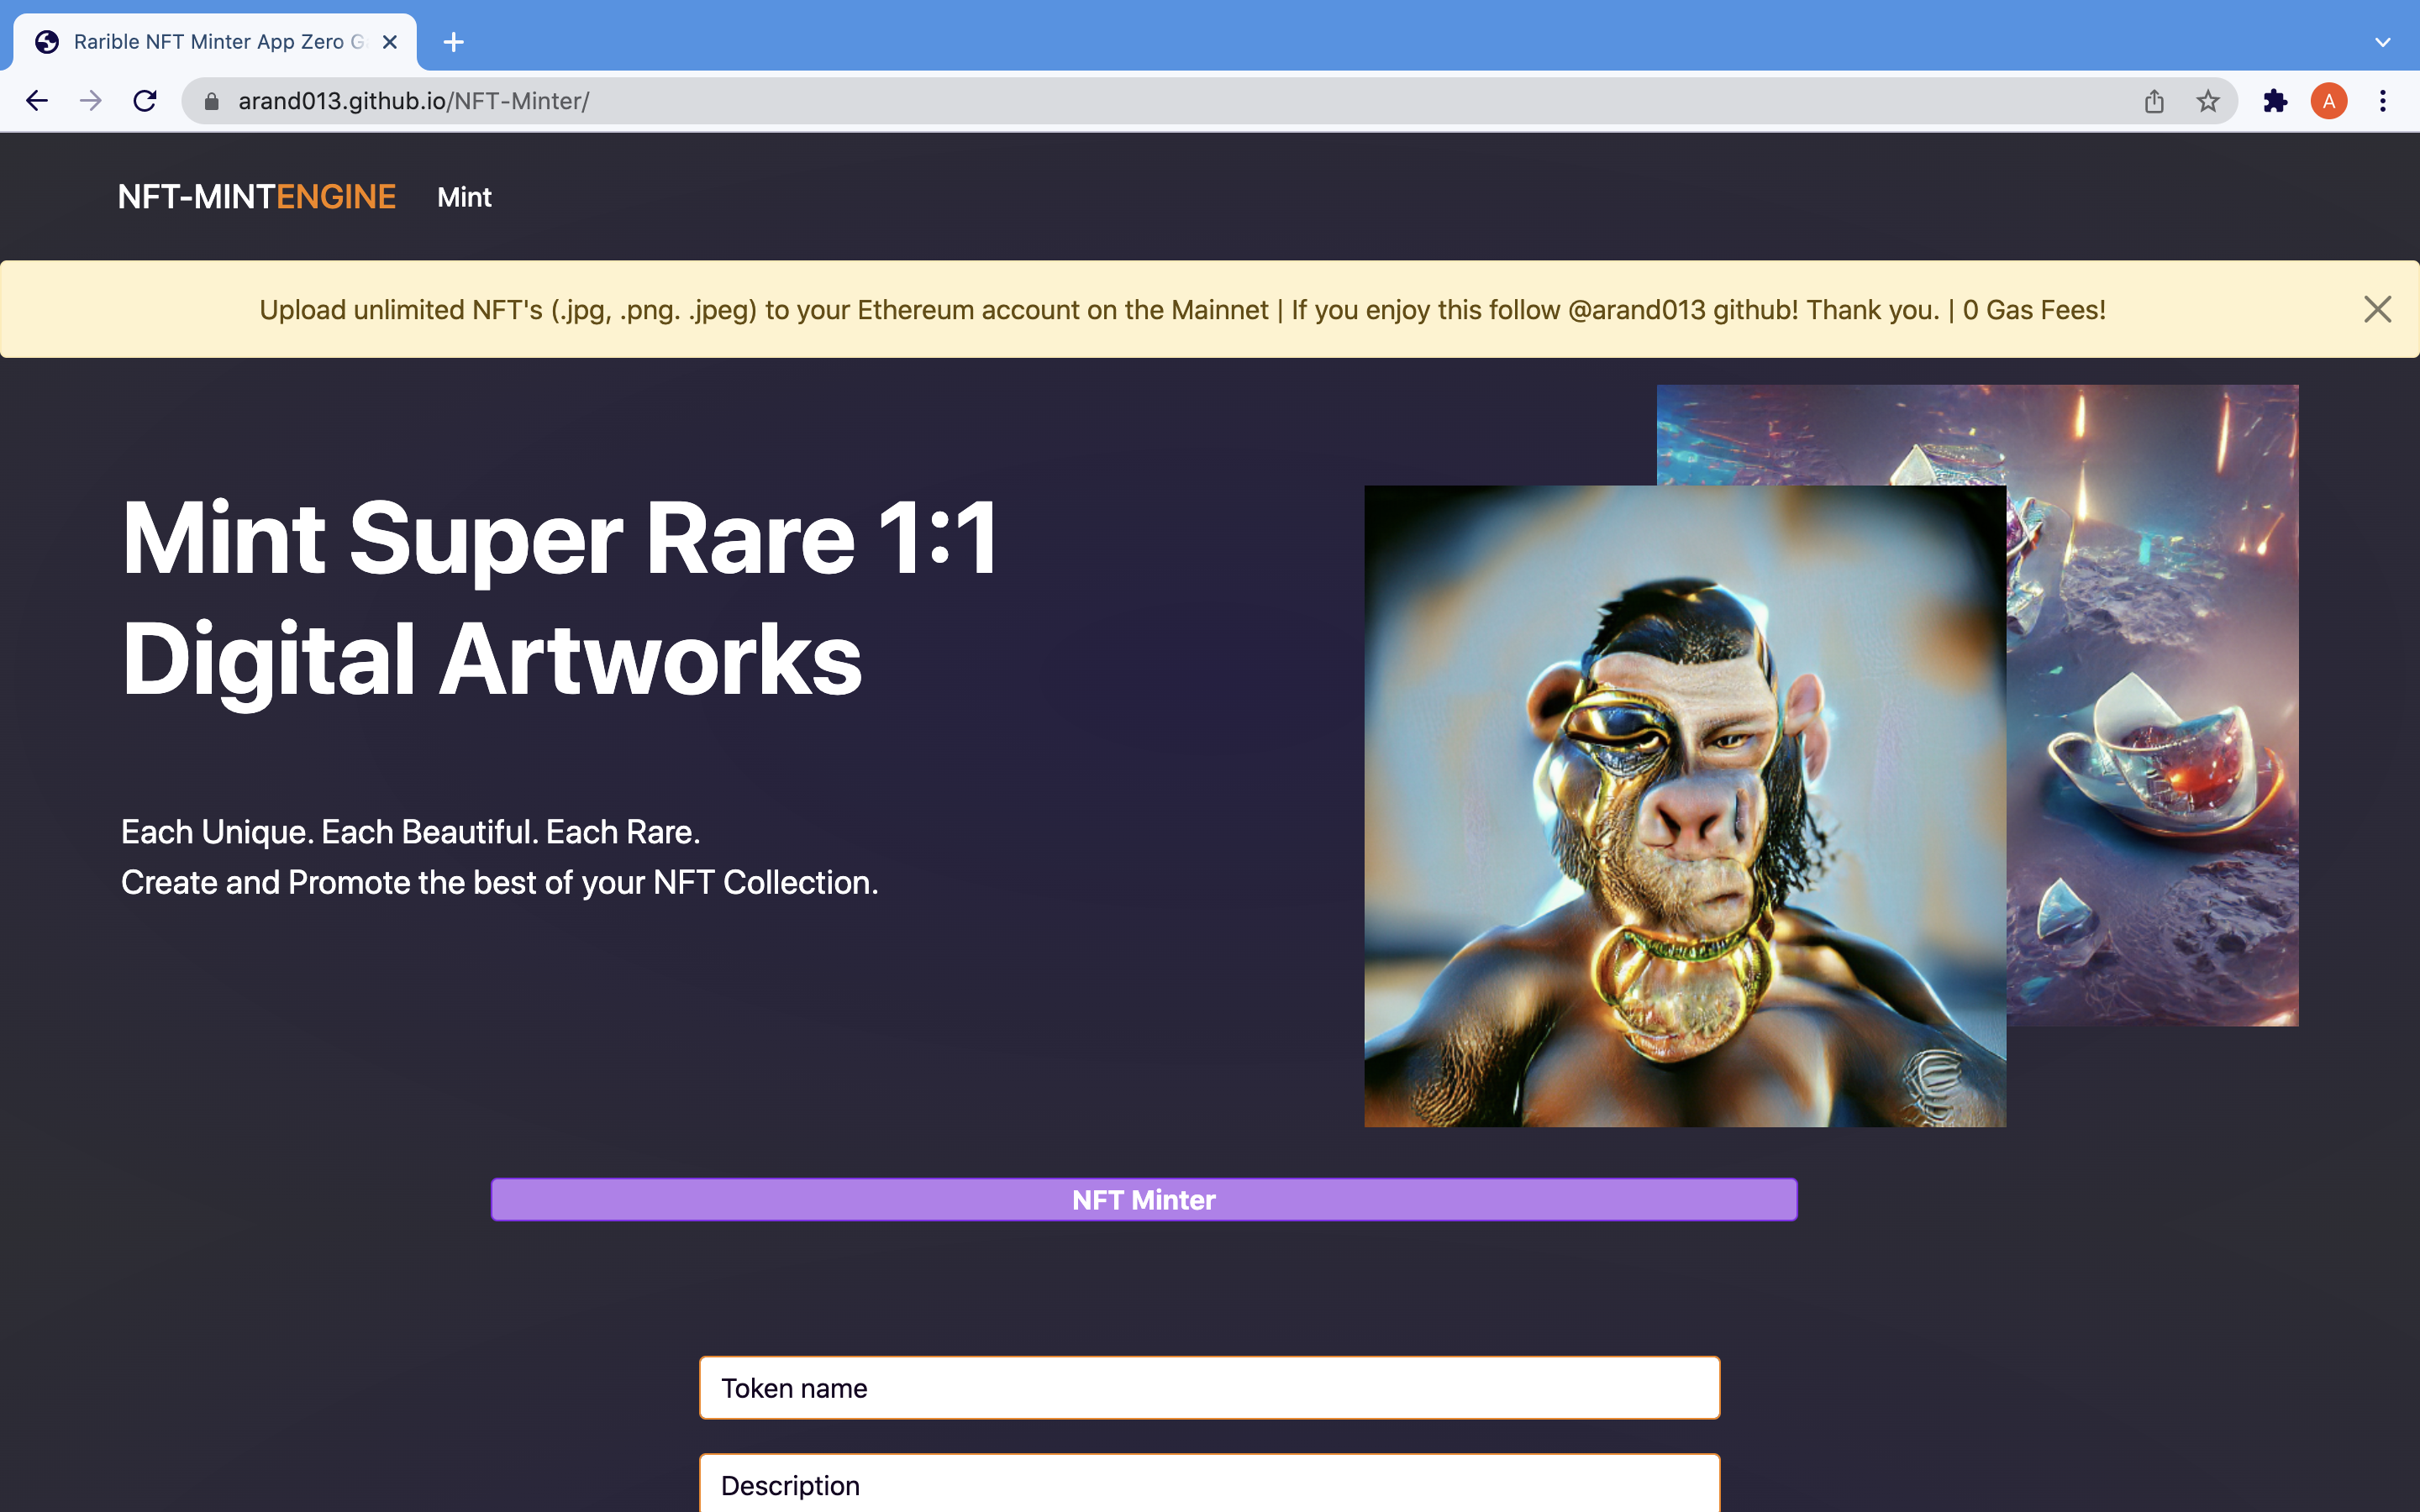 Rarible NFT Minter App Zero G
arand013.github.io/NFT-Minter/
A
NFT-MINTENGINE Mint
Upload unlimited NFT's (.jpg, .png. .jpeg) to your Ethereum account on the Mainnet | If you enjoy this follow @arand013 github! Thank you. | 0 Gas Fees!
Mint Super Rare 1:1
Digital Artworks
Each Unique. Each Beautiful. Each Rare.
Create and Promote the best of your NFT Collection.
NFT Minter
Token name
Description